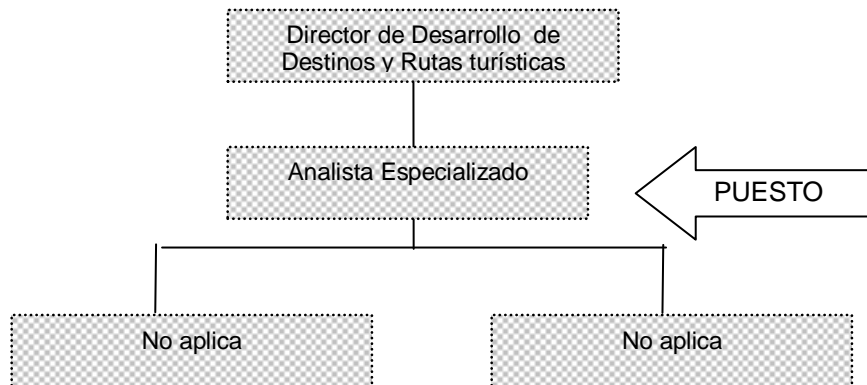 Director de Desarrollo de
Destinos y Rutas turísticas
Analista Especializado
PUESTO
No aplica
No aplica